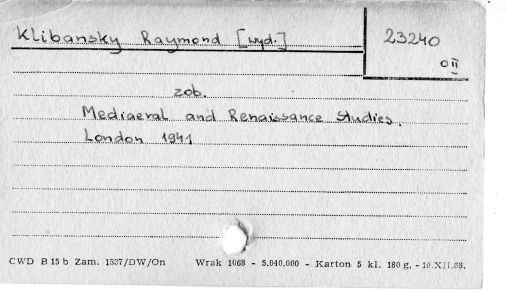 Klibansky Raymond [wyd.]
23240
OII
zob.
Mediaeval and Renaissance Studies.
London 1941
CWD B 15 b Zam. 1537/DW/On Wrak 1068 - 5.040.000 - Karton 5 kl. 180 g. - 10.XII.68.